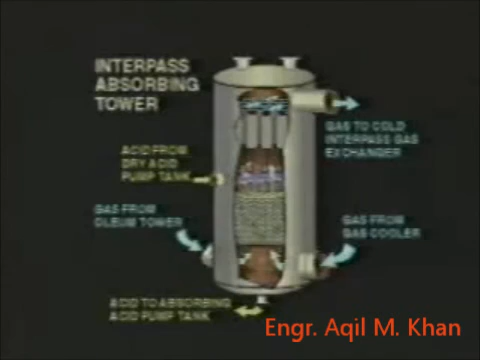 INTERPASS
ABSORBING
TOWER
GAS TO COLD
INTERPASS GAS
EXCHANGER
ACID FROM
DRY ACID
PUMP TANK
GAS FROM
OLEUM TOWER
GAS FROM
GAS COOLER
ACID TO ABSORBING
ACID PUMP TANK
Engr. Aqil M. Khan